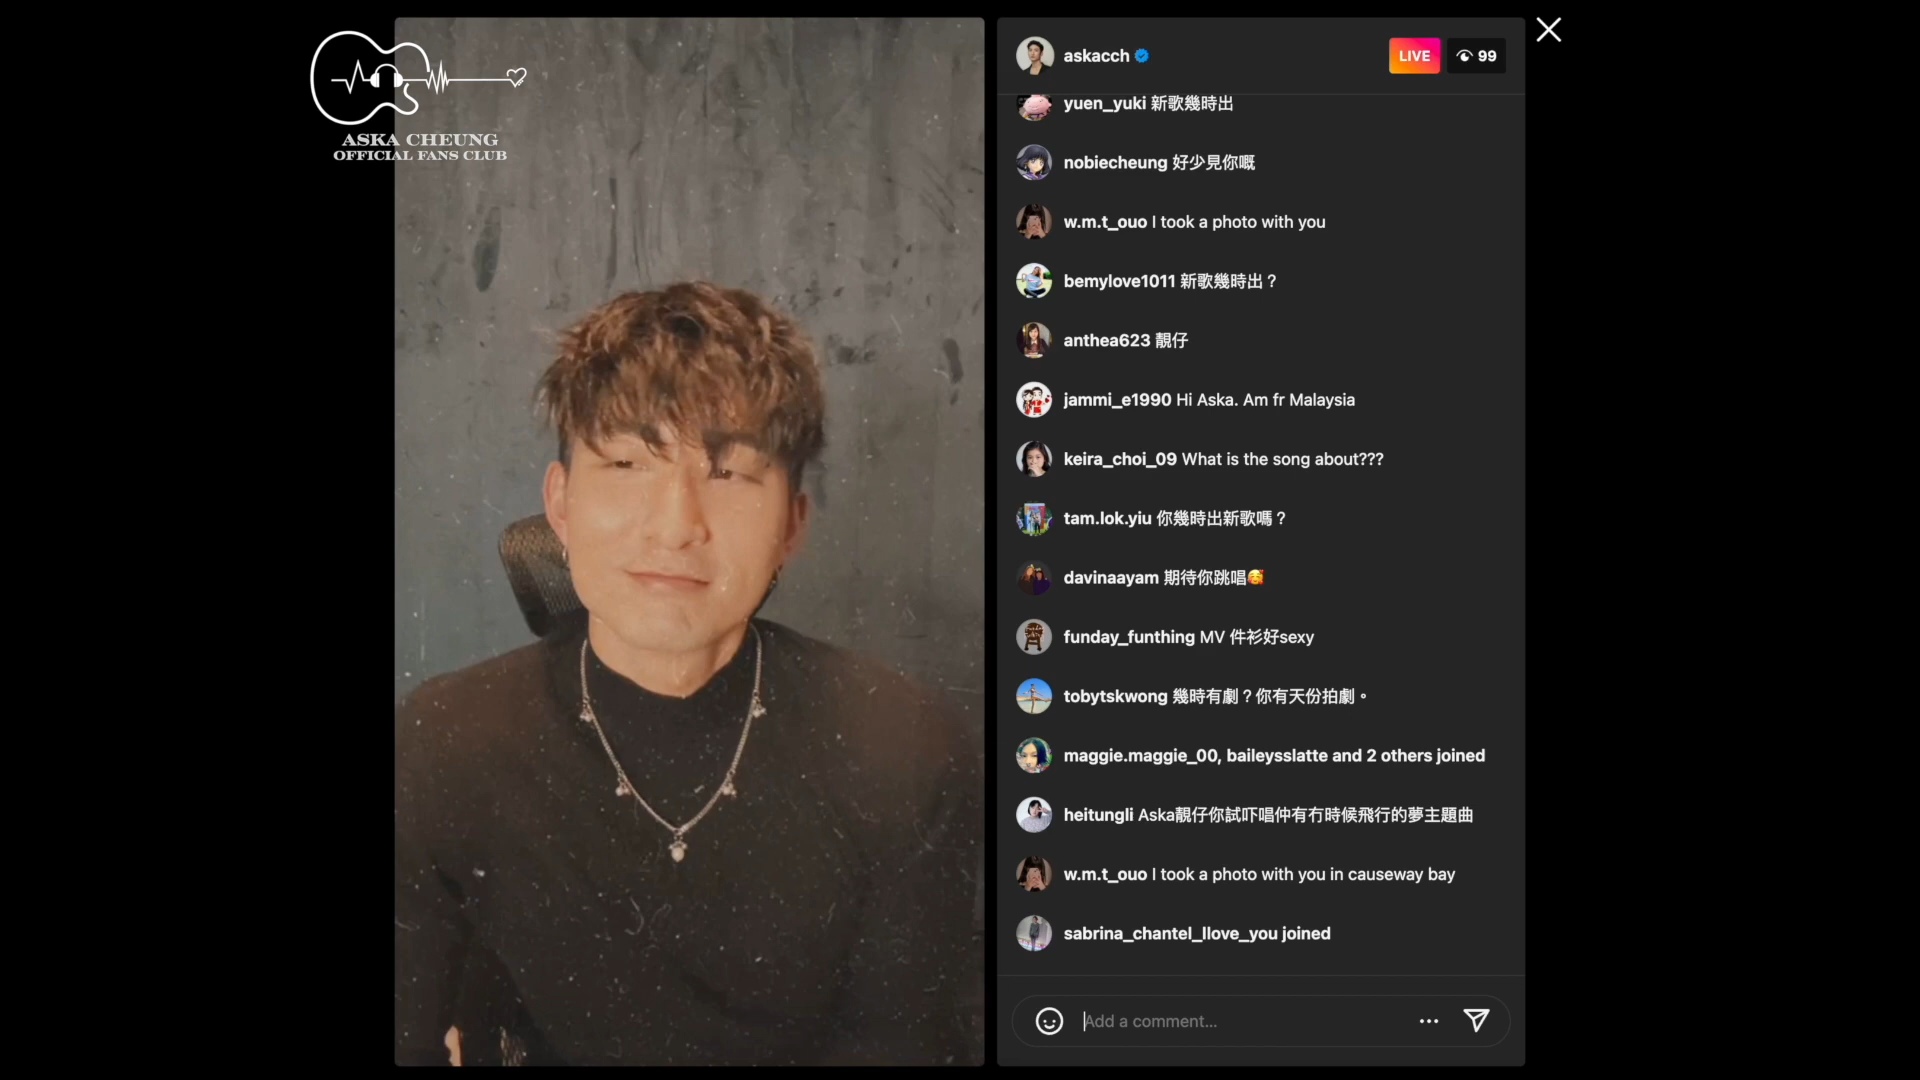 ASKA CHEUNG
OFFICIAL FANS CLUB
askacch
LIVE
99
yuen_yuki 新歌幾時出
nobiecheung 好少見你嘅
w.m.t_ouo I took a photo with you
bemylove1011 新歌幾時出？
anthea623 靚仔
jammi_e1990 Hi Aska. Am fr Malaysia
keira_choi_09 What is the song about???
tam.lok.yiu 你幾時出新歌嗎？
davinaayam 期待你跳唱🥰
funday_funthing MV 件衫好sexy
tobytskwong 幾時有劇？你有天份拍劇。
maggie.maggie_00, baileysslatte and 2 others joined
heitungli Aska靚仔你試吓唱仲有冇時候飛行的夢主題曲
w.m.t_ouo I took a photo with you in causeway bay
sabrina_chantel_llove_you joined
Add a comment...